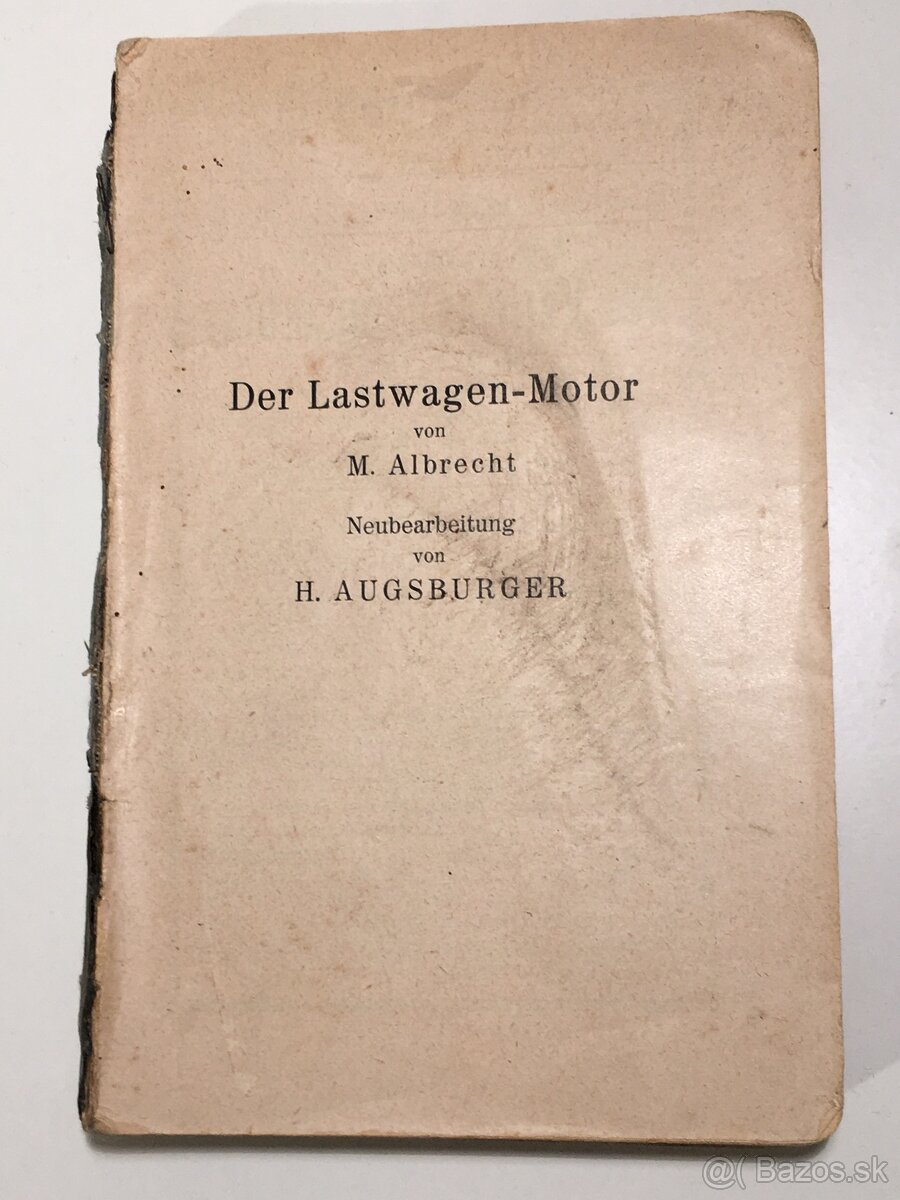 Der Lastwagen-Motor
von
M. Albrecht
Neubearbeitung
von
H. AUGSBURGER
@( Bazos.sk